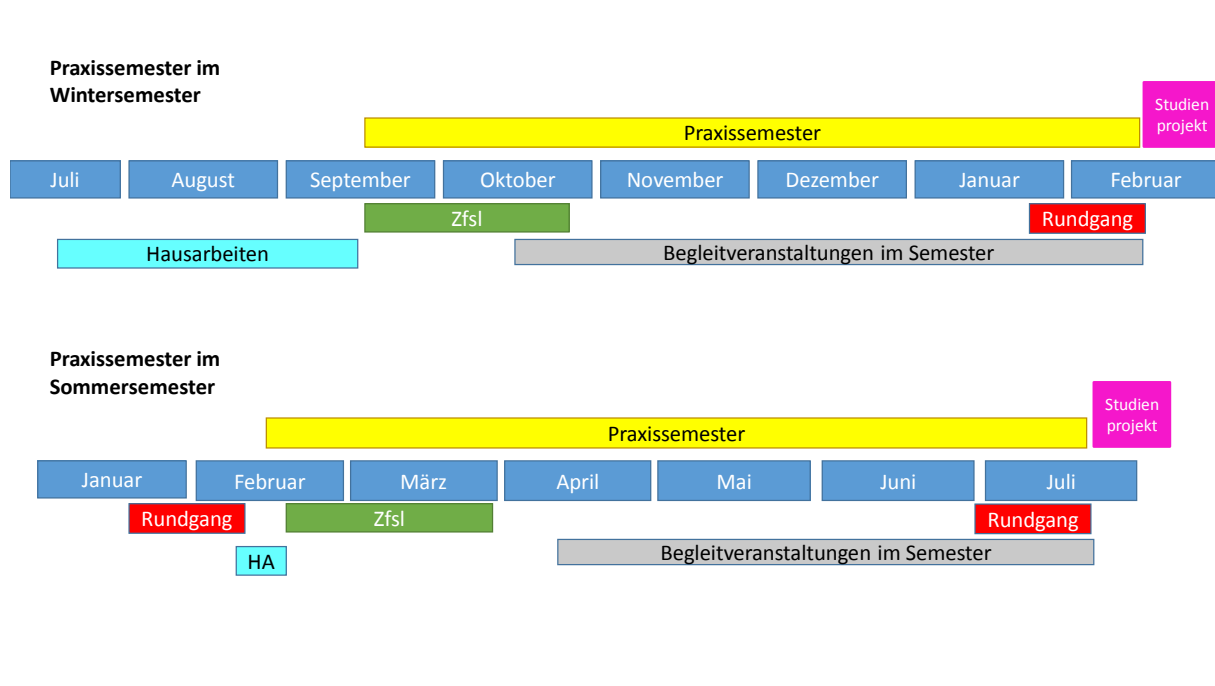 Praxissemester im
Wintersemester
Studien
projekt
Praxissemester
Juli August September Oktober November Dezember Januar Februar
Zfsl Rundgang
Hausarbeiten Begleitveranstaltungen im Semester
Praxissemester im
Sommersemester
Studien
projekt
Praxissemester
Januar Februar März April Mai Juni Juli
Rundgang Zfsl Rundgang
HA Begleitveranstaltungen im Semester